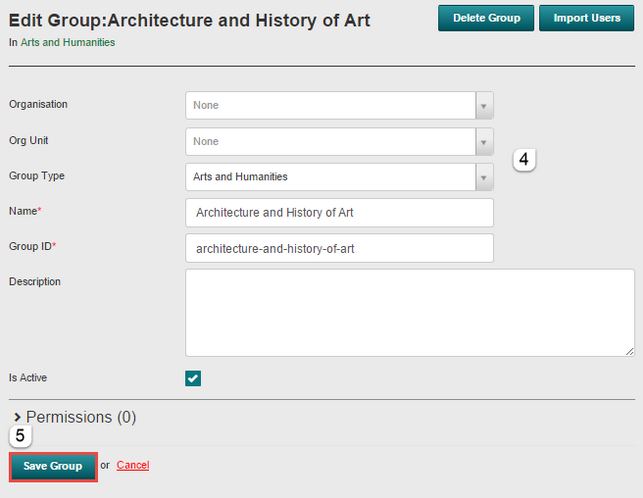 Edit Group:Architecture and History of Art
Delete Group
Import Users
In Arts and Humanities
Organisation
None
Org Unit
None
4
Group Type
Arts and Humanities
Name*
Architecture and History of Art
Group ID*
architecture-and-history-of-art
Description
Is Active
Permissions (0)
5
Save Group or Cancel